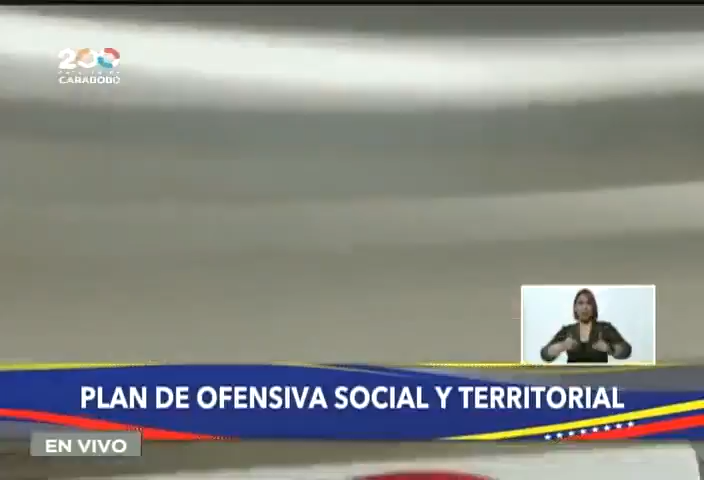 200
CARABOBO
PLAN DE OFENSIVA SOCIAL Y TERRITORIAL
EN VIVO